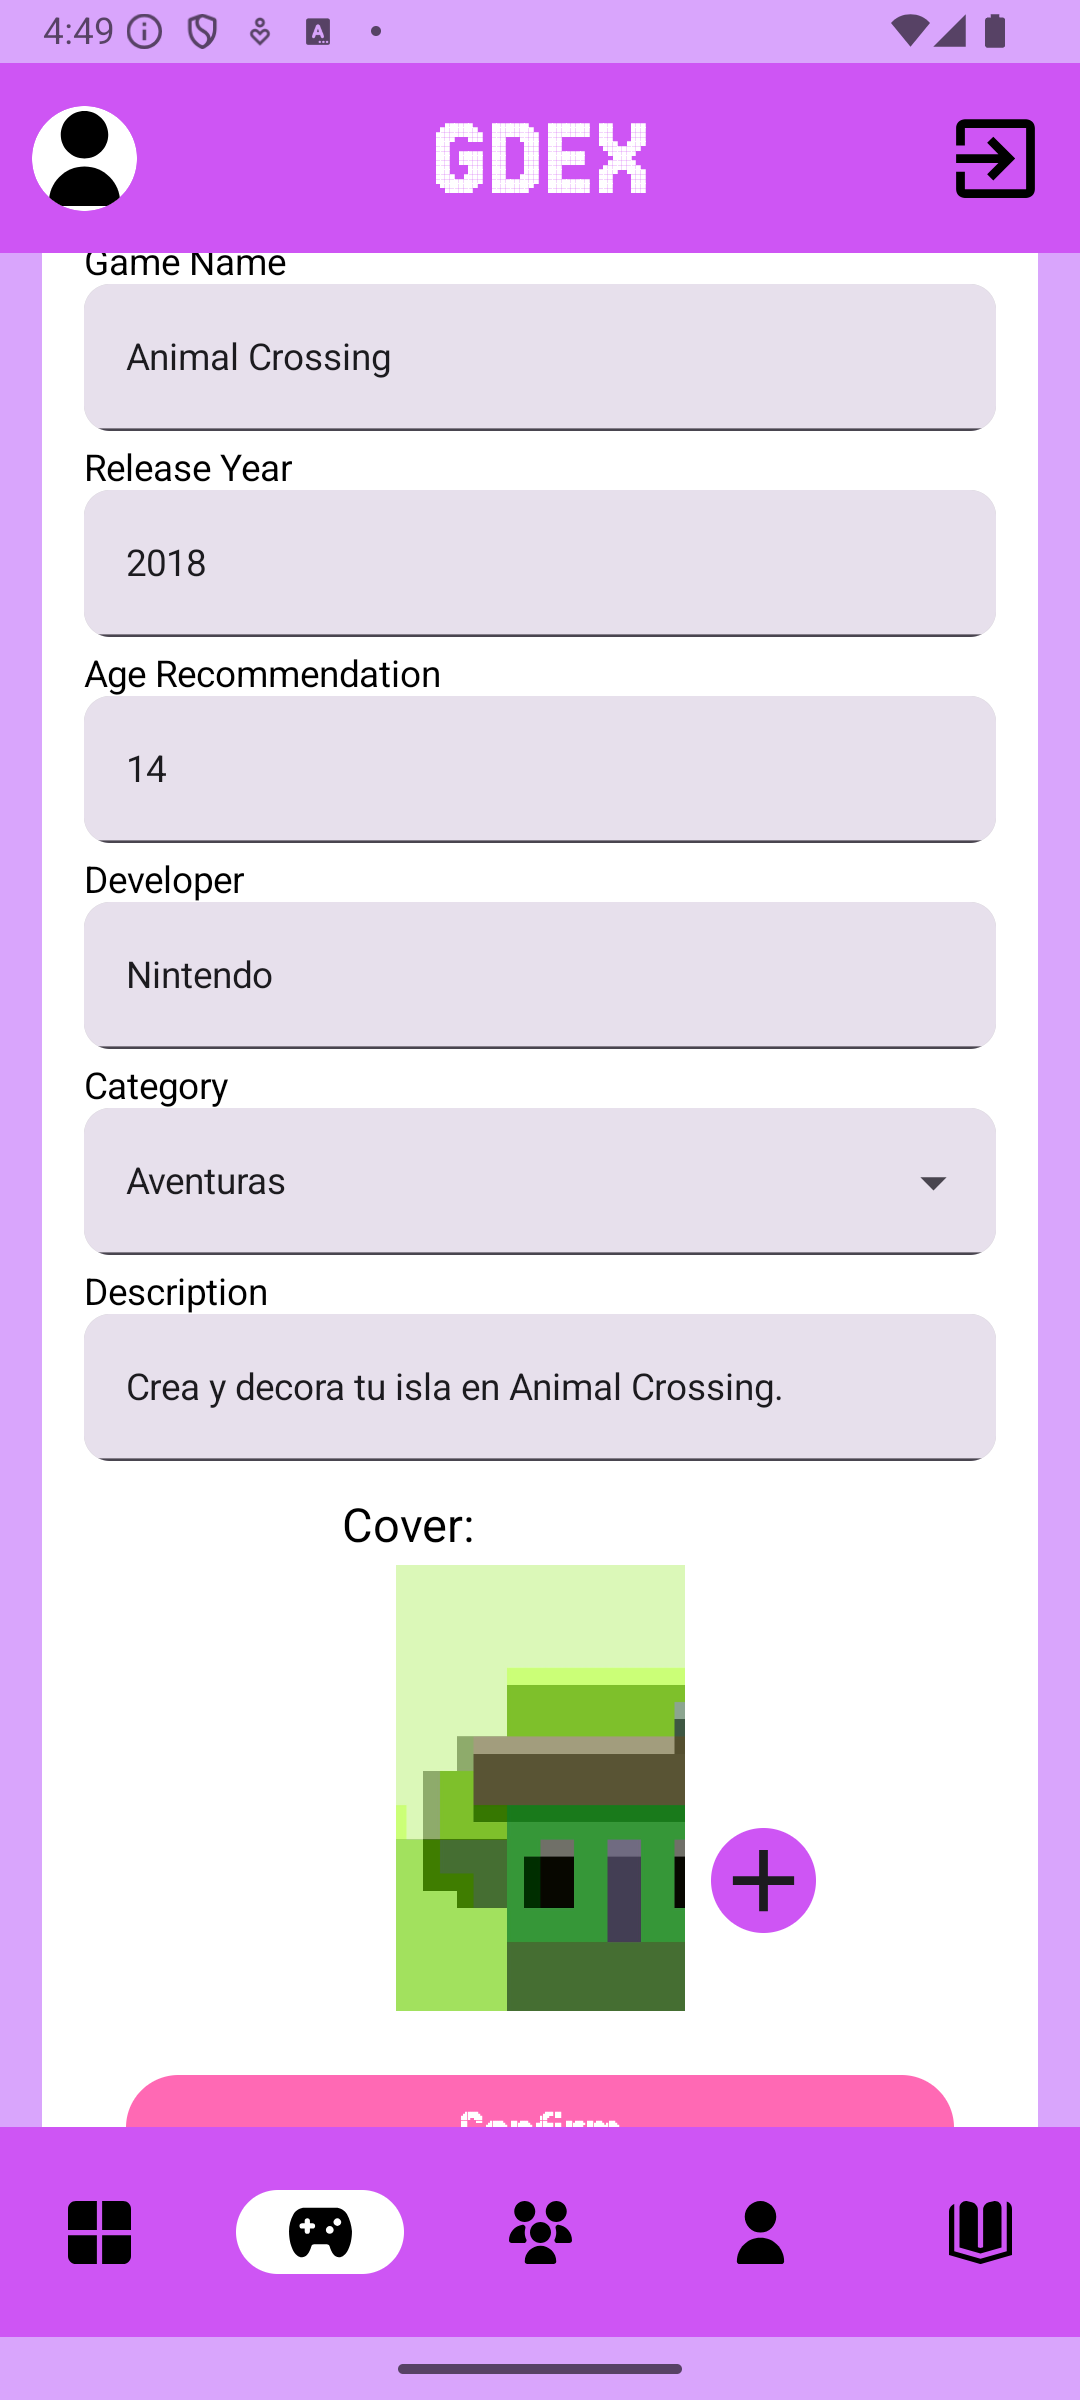 4:49
GDEX
Game Name
Animal Crossing
Release Year
2018
Age Recommendation
14
Developer
Nintendo
Category
Aventuras
Description
Crea y decora tu isla en Animal Crossing.
Cover:
Confirm